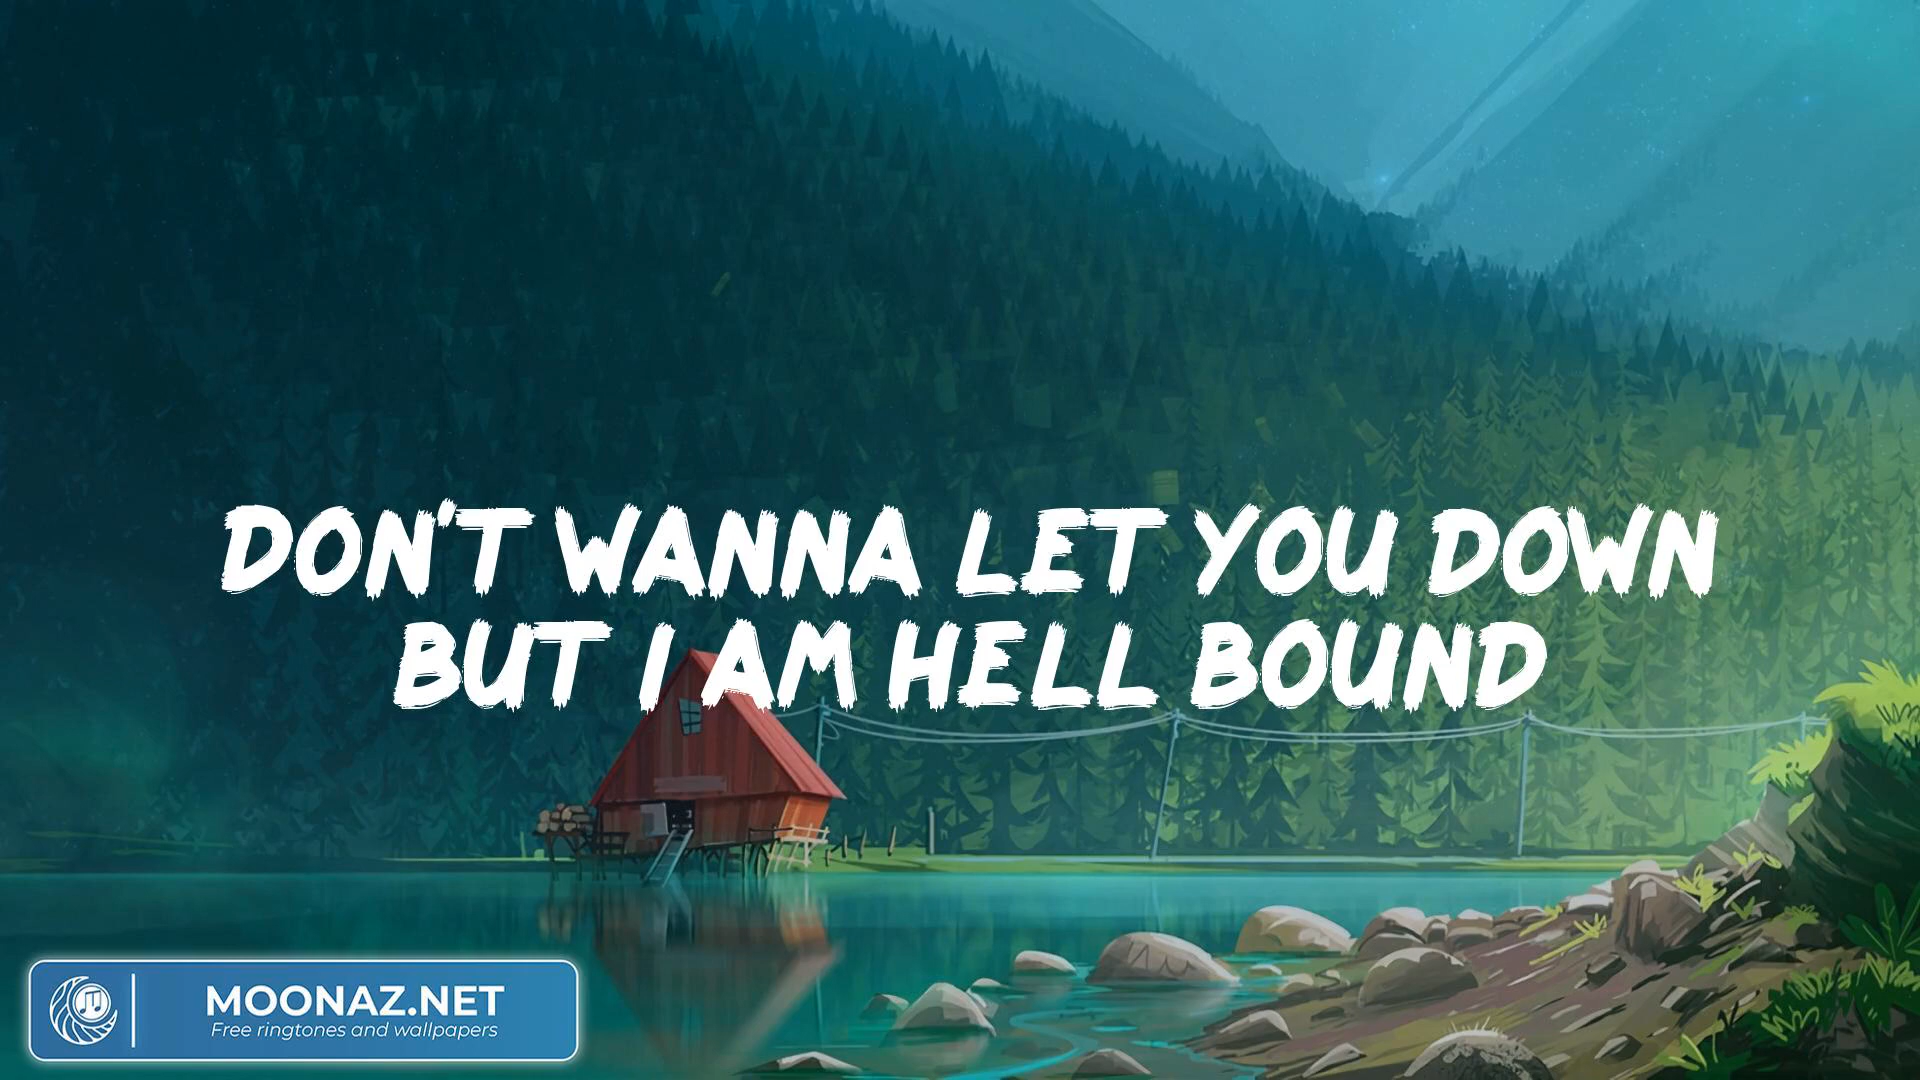 DON'T WANNA LET YOU DOWN
BUT I AM HELL BOUND
MOONAZ.NET
Free ringtones and wallpapers